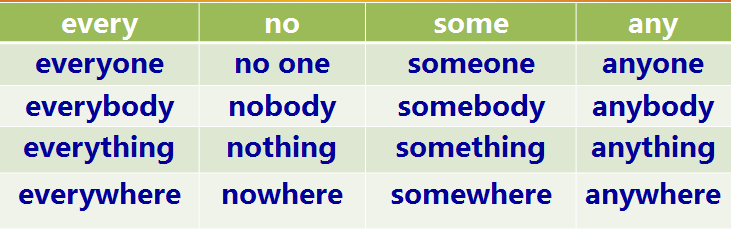 every no some any
everyone no one someone anyone
everybody nobody somebody anybody
everything nothing something anything
everywhere nowhere somewhere anywhere